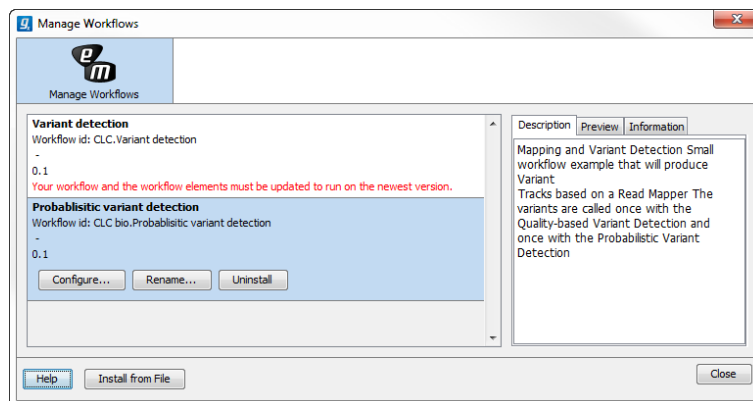 Manage Workflows
Manage Workflows
Variant detection
Workflow id: CLC.Variant detection
-
0.1
Your workflow and the workflow elements must be updated to run on the newest version.
Probablisitic variant detection
Workflow id: CLC bio.Probablisitic variant detection
-
0.1
Configure... Rename... Uninstall
Description Preview Information
Mapping and Variant Detection Small
workflow example that will produce
Variant
Tracks based on a Read Mapper The
variants are called once with the
Quality-based Variant Detection and
once with the Probabilistic Variant
Detection
Help Install from File Close